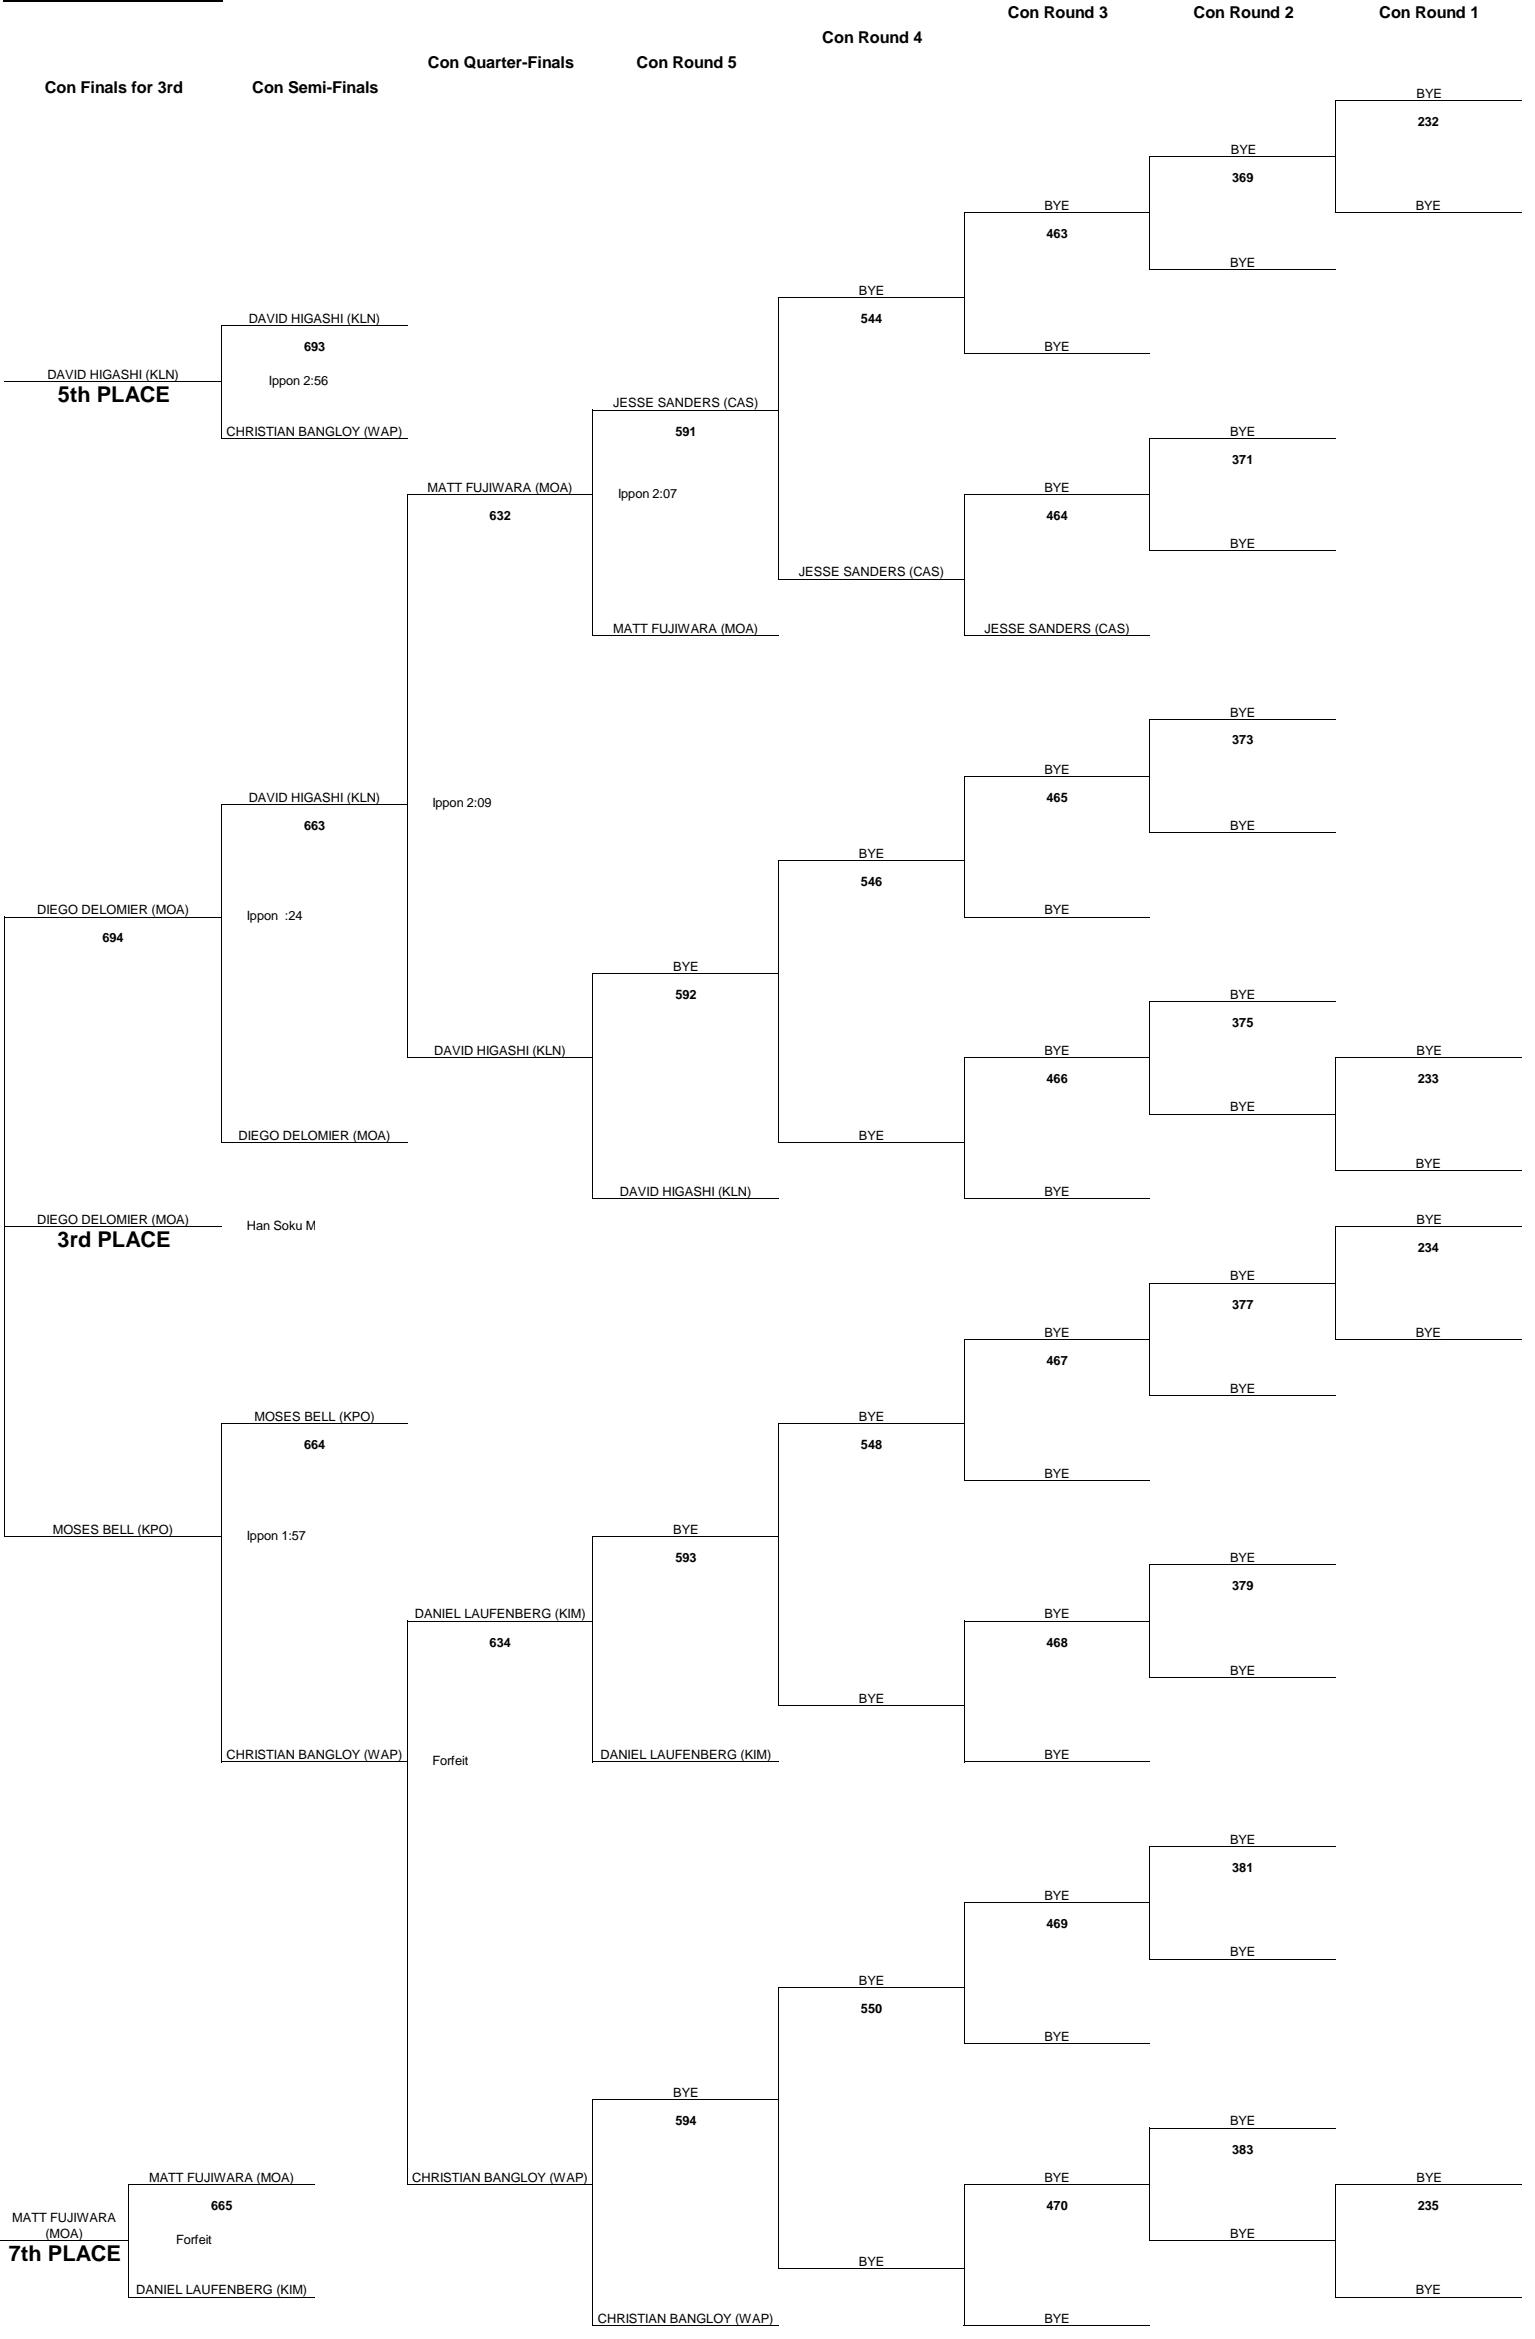 Con Round 3
Con Round 2
Con Round 1
Con Round 4
Con Quarter-Finals
Con Round 5
Con Finals for 3rd
Con Semi-Finals
BYE
232
BYE
369
BYE
BYE
463
BYE
BYE
544
DAVID HIGASHI (KLN)
693
BYE
DAVID HIGASHI (KLN)
Ippon 2:56
5th PLACE
JESSE SANDERS (CAS)
591
CHRISTIAN BANGLOY (WAP)
BYE
371
MATT FUJIWARA (MOA)
632
Ippon 2:07
BYE
464
BYE
JESSE SANDERS (CAS)
MATT FUJIWARA (MOA)
JESSE SANDERS (CAS)
BYE
373
BYE
465
DAVID HIGASHI (KLN)
663
Ippon 2:09
BYE
BYE
546
DIEGO DELOMIER (MOA)
694
Ippon :24
BYE
BYE
592
BYE
375
DAVID HIGASHI (KLN)
BYE
466
BYE
233
BYE
DIEGO DELOMIER (MOA)
BYE
BYE
DAVID HIGASHI (KLN)
BYE
DIEGO DELOMIER (MOA)
Han Soku M
3rd PLACE
BYE
234
BYE
377
BYE
467
BYE
BYE
MOSES BELL (KPO)
664
BYE
548
BYE
MOSES BELL (KPO)
Ippon 1:57
BYE
593
BYE
379
DANIEL LAUFENBERG (KIM)
634
BYE
468
BYE
BYE
CHRISTIAN BANGLOY (WAP)
Forfeit
DANIEL LAUFENBERG (KIM)
BYE
BYE
381
BYE
469
BYE
BYE
550
BYE
BYE
594
BYE
383
MATT FUJIWARA (MOA)
665
CHRISTIAN BANGLOY (WAP)
BYE
470
BYE
235
MATT FUJIWARA
(MOA)
Forfeit
7th PLACE
BYE
BYE
DANIEL LAUFENBERG (KIM)
BYE
CHRISTIAN BANGLOY (WAP)
BYE